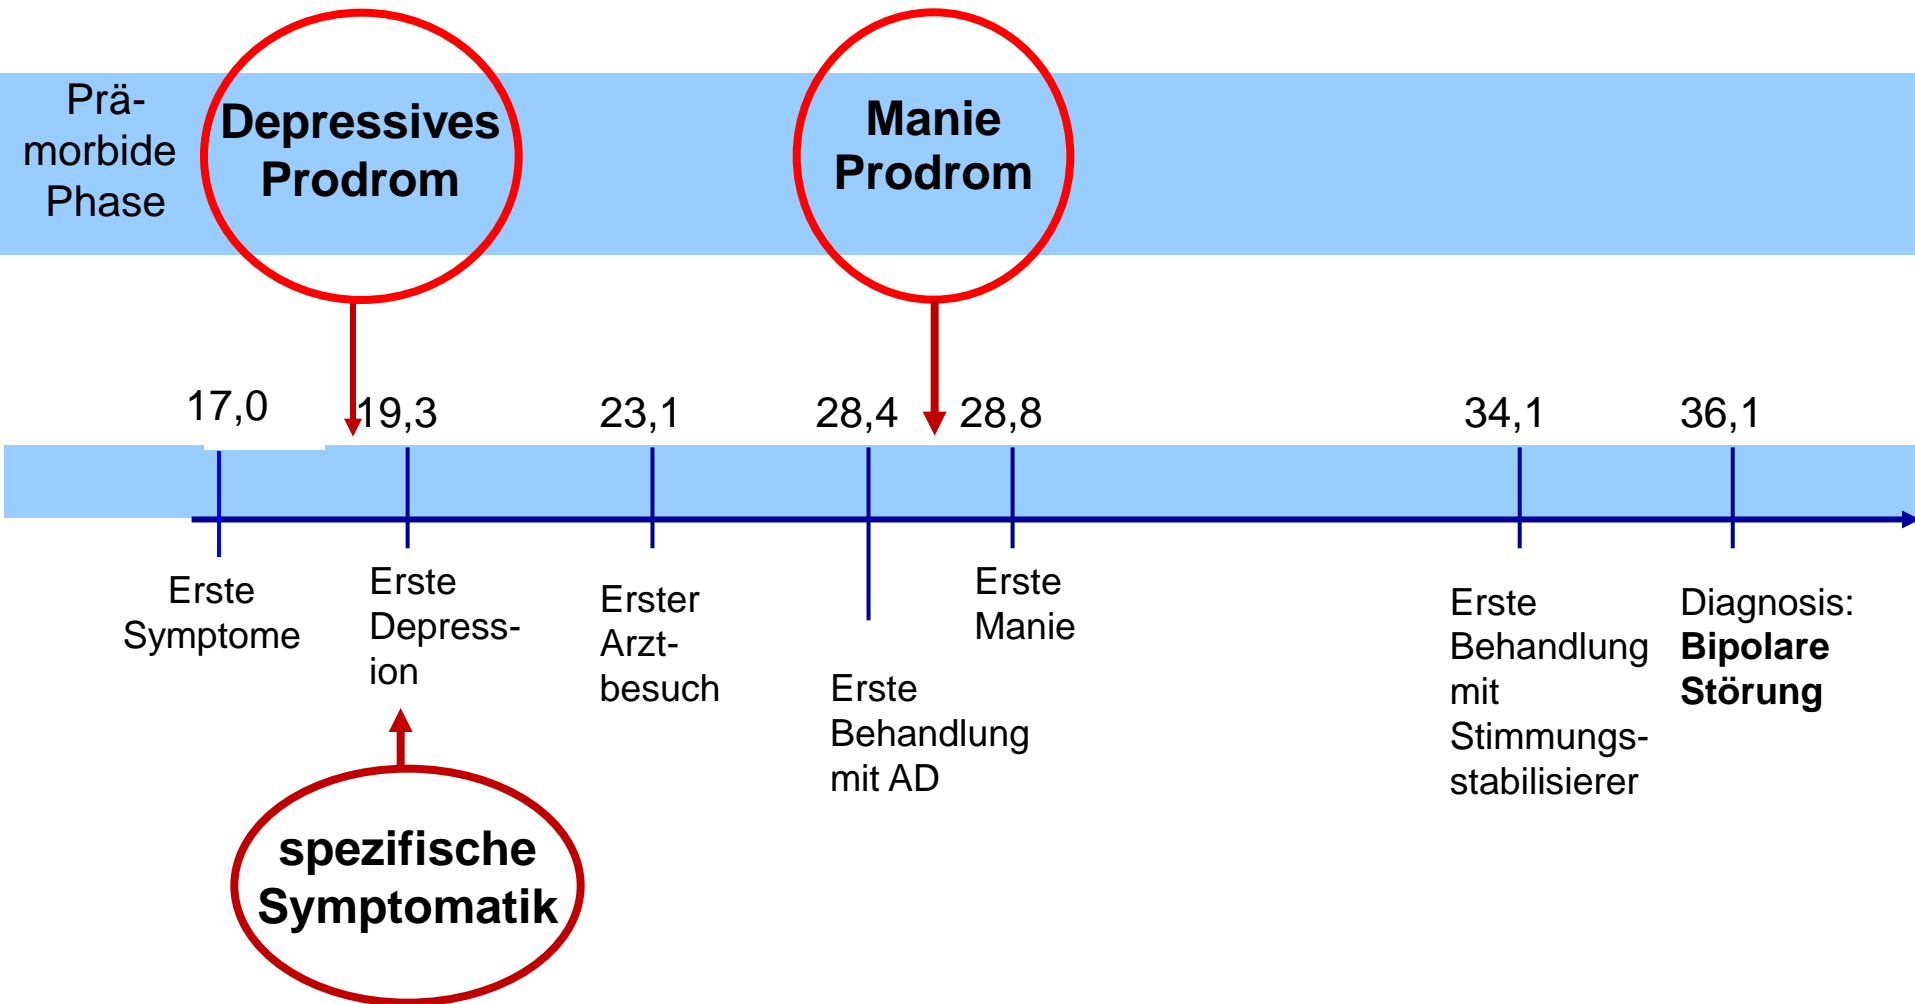 Prä-
morbide
Phase
Depressives
Prodrom
Manie
Prodrom
17,0
19,3
23,1
28,4
28,8
34,1
36,1
Erste
Symptome
Erste
Depress-
ion
Erster
Arzt-
besuch
Erste
Behandlung
mit AD
Erste
Manie
Erste
Behandlung
mit
Stimmungs-
stabilisierer
Diagnosis:
Bipolare
Störung
spezifische
Symptomatik